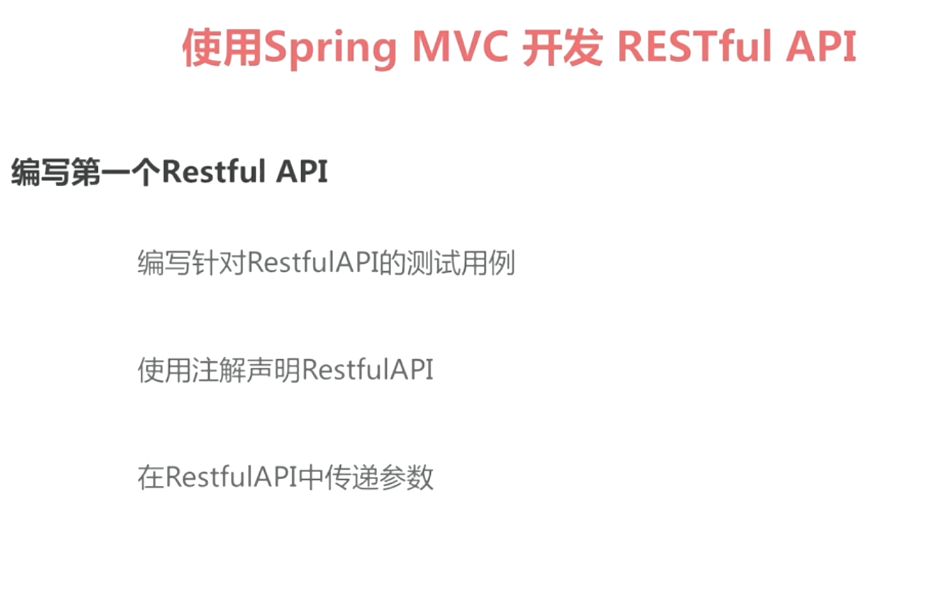 使用Spring MVC 开发 RESTful API
编写第一个Restful API
编写针对RestfulAPI的测试用例
使用注解声明RestfulAPI
在RestfulAPI中传递参数